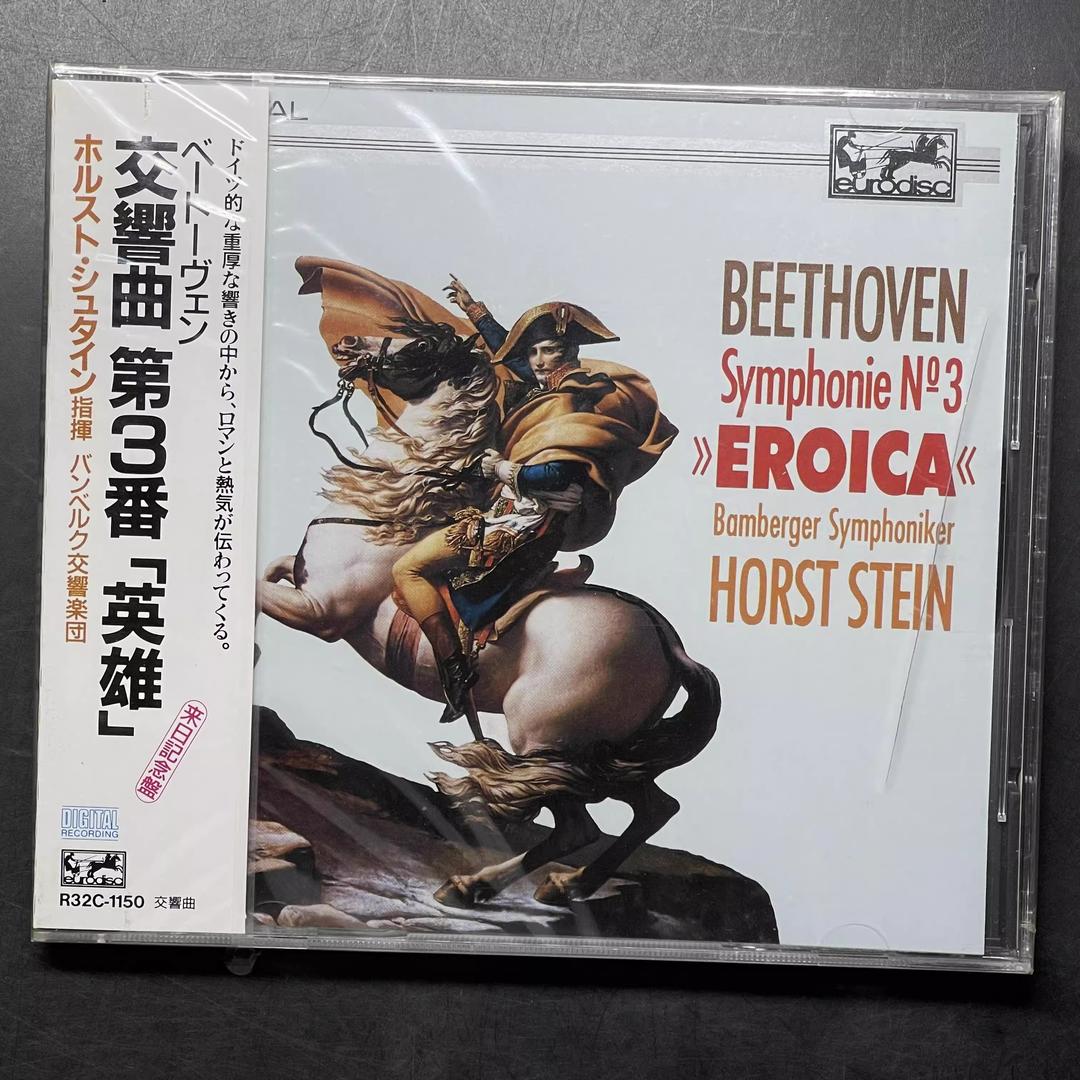 ドイツ的な重厚な響きの中から、ロマンと熱気が伝わってくる。
ベートーヴェン
交響曲 第3番「英雄」
ホルスト・シュタイン指揮 バンベルク交響楽団
来日記念盤
DIGITAL
RECORDING
eurodisc
R32C-1150 交響曲
AL
eurodisc
BEETHOVEN
Symphonie Nº 3
»EROICA«
Bamberger Symphoniker
HORST STEIN